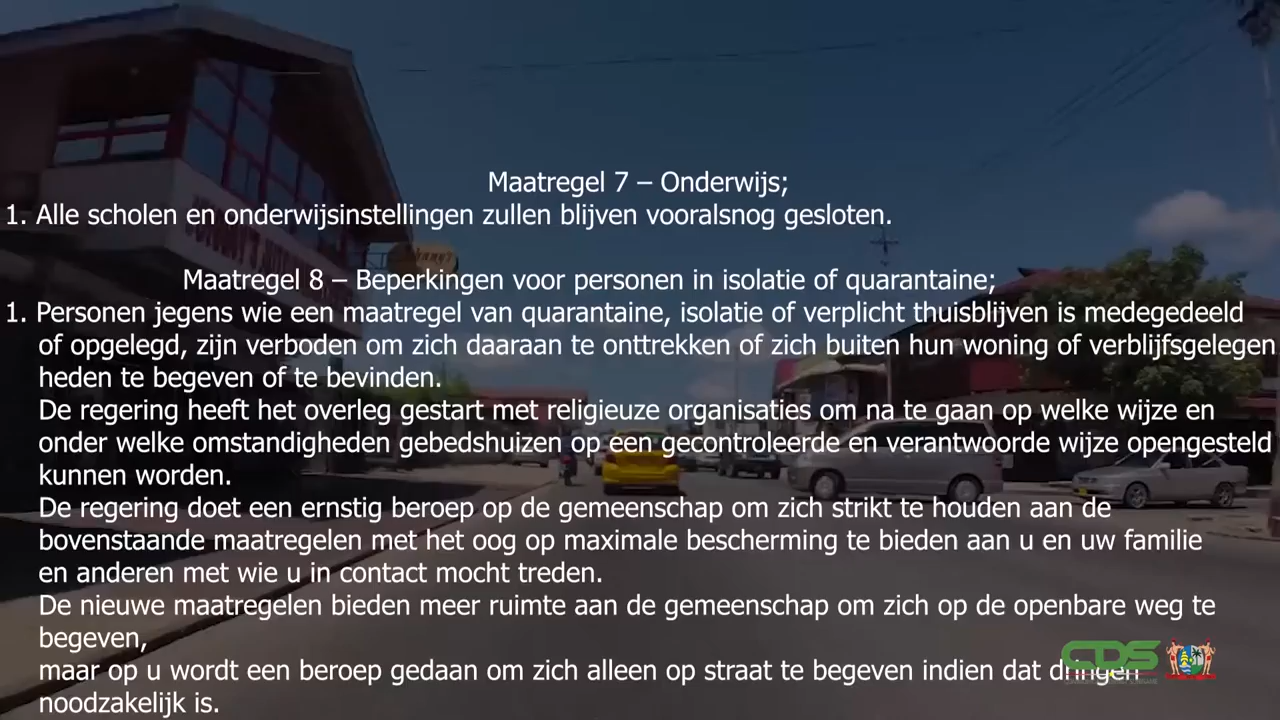 Maatregel 7 – Onderwijs;
1. Alle scholen en onderwijsinstellingen zullen blijven vooralsnog gesloten.
Maatregel 8 – Beperkingen voor personen in isolatie of quarantaine;
1. Personen jegens wie een maatregel van quarantaine, isolatie of verplicht thuisblijven is medegedeeld
of opgelegd, zijn verboden om zich daaraan te onttrekken of zich buiten hun woning of verblijfsgelegen
heden te begeven of te bevinden.
De regering heeft het overleg gestart met religieuze organisaties om na te gaan op welke wijze en
onder welke omstandigheden gebedshuizen op een gecontroleerde en verantwoorde wijze opengesteld
kunnen worden.
De regering doet een ernstig beroep op de gemeenschap om zich strikt te houden aan de
bovenstaande maatregelen met het oog op maximale bescherming te bieden aan u en uw familie
en anderen met wie u in contact mocht treden.
De nieuwe maatregelen bieden meer ruimte aan de gemeenschap om zich op de openbare weg te
begeven,
maar op u wordt een beroep gedaan om zich alleen op straat te begeven indien dat dringen
noodzakelijk is.
CDS